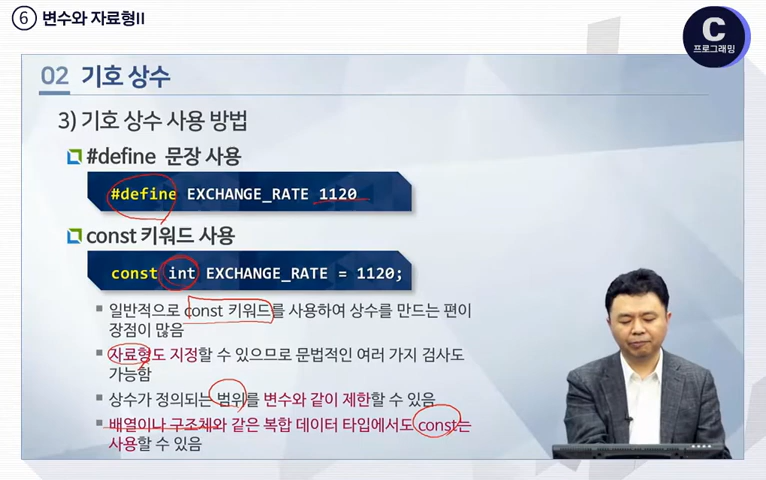 6 변수와 자료형II
C
프로그래밍
02 기호 상수
3) 기호 상수 사용 방법
#define 문장 사용
#define EXCHANGE_RATE 1120
const 키워드 사용
const int EXCHANGE_RATE = 1120;
일반적으로 const 키워드를 사용하여 상수를 만드는 편이
장점이 많음
자료형도 지정할 수 있으므로 문법적인 여러 가지 검사도
가능함
상수가 정의되는 범위를 변수와 같이 제한할 수 있음
배열이나 구조체와 같은 복합 데이터 타입에서도 const는
사용할 수 있음